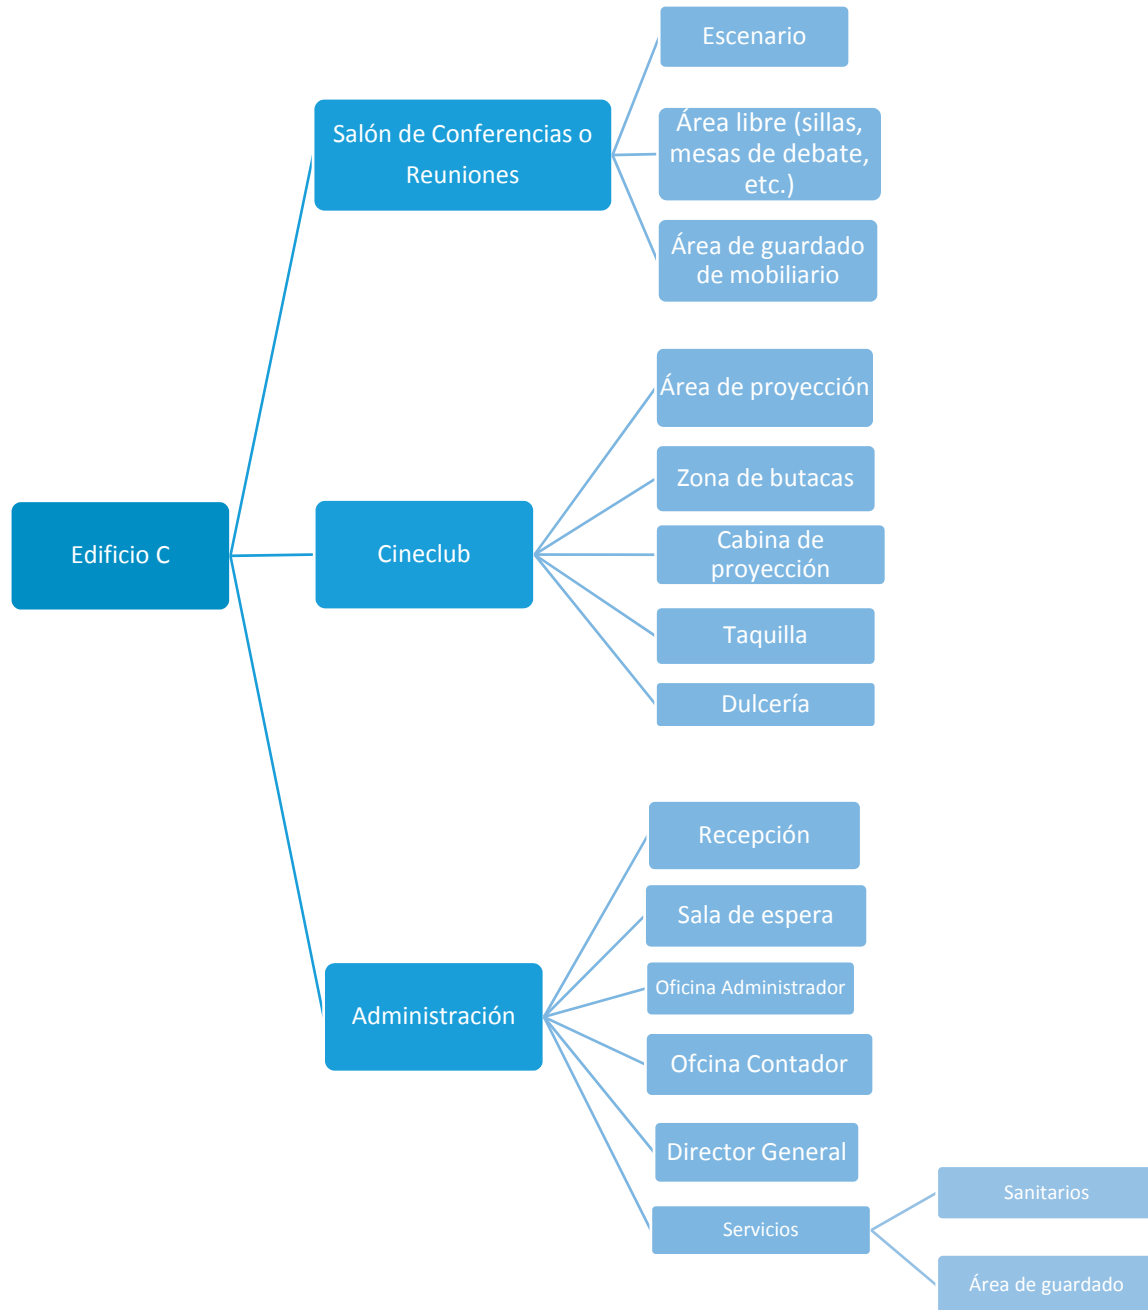 Escenario
Salón de Conferencias o
Reuniones
Área libre (sillas,
mesas de debate,
etc.)
Área de guardado
de mobiliario
Edificio C
Cineclub
Área de proyección
Zona de butacas
Cabina de
proyección
Taquilla
Dulcería
Administración
Recepción
Sala de espera
Oficina Administrador
Ofcina Contador
Director General
Servicios
Sanitarios
Área de guardado